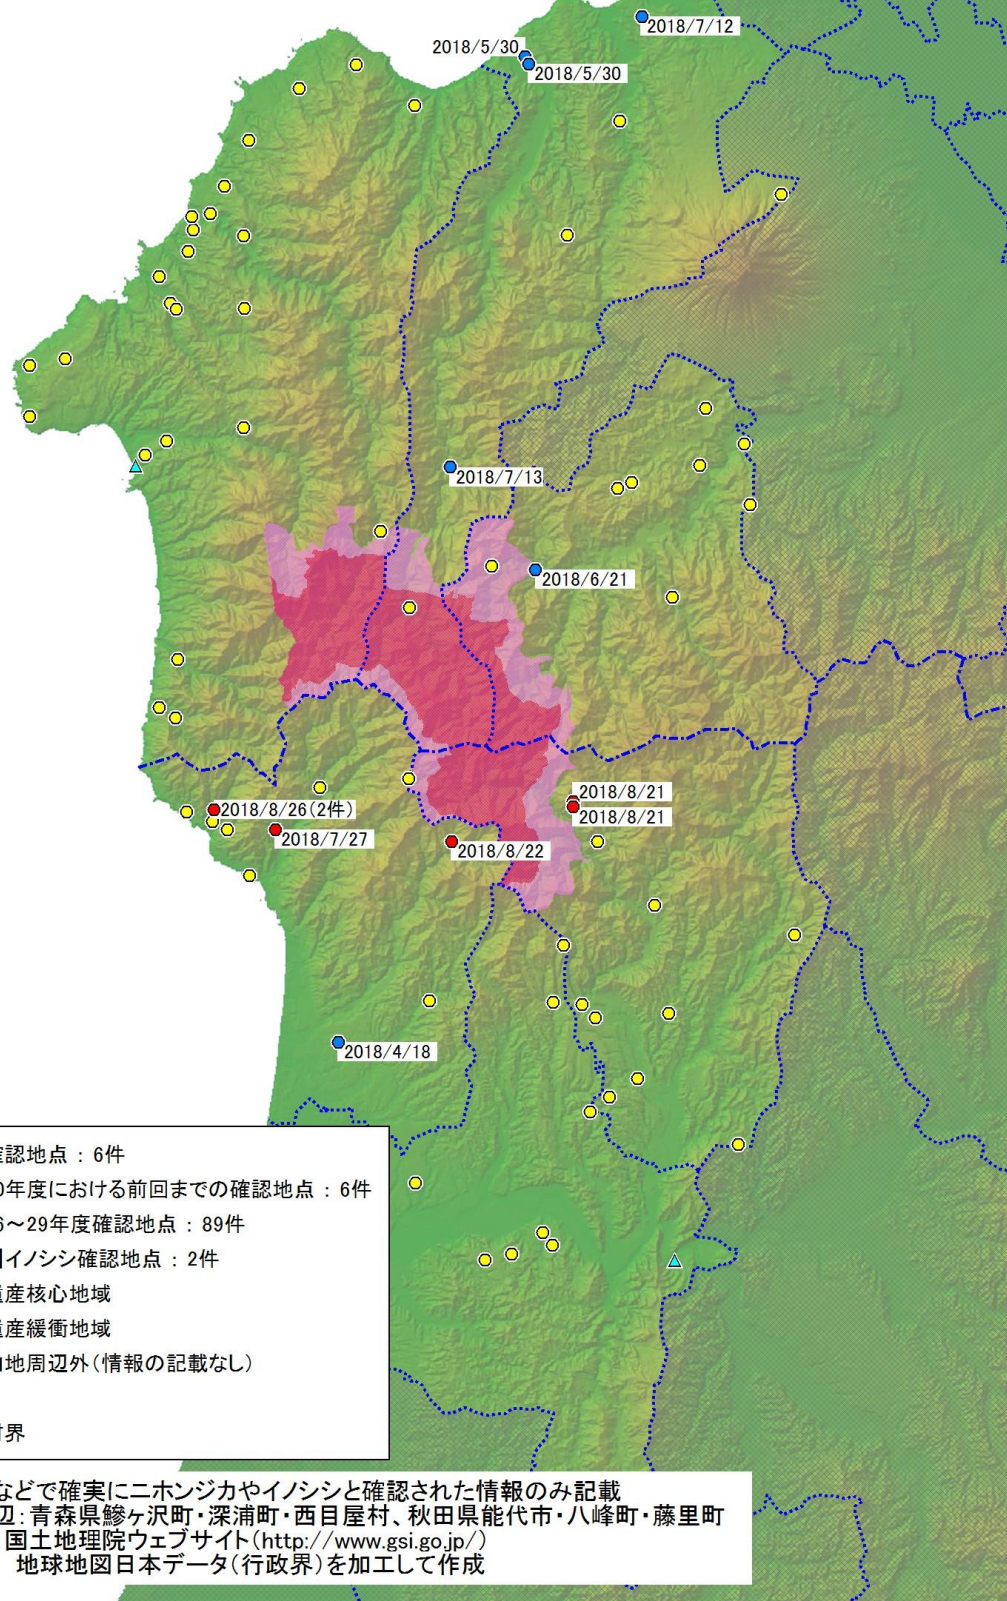 2018/7/12
2018/5/30
2018/5/30
2018/7/13
2018/6/21
2018/8/21
2018/8/26(2件)
2018/8/21
2018/7/27
2018/8/22
2018/4/18
認地点 : 6件
年度における前回までの確認地点 : 6件
~29年度確認地点 : 89件
イノシシ確認地点 : 2件
産核心地域
産緩衝地域
地周辺外(情報の記載なし)
界
などで確実にニホンジカやイノシシと確認された情報のみ記載
辺:青森県鰺ヶ沢町・深浦町・西目屋村、秋田県能代市・八峰町・藤里町
国土地理院ウェブサイト(http://www.gsi.go.jp/)
地球地図日本データ(行政界)を加工して作成